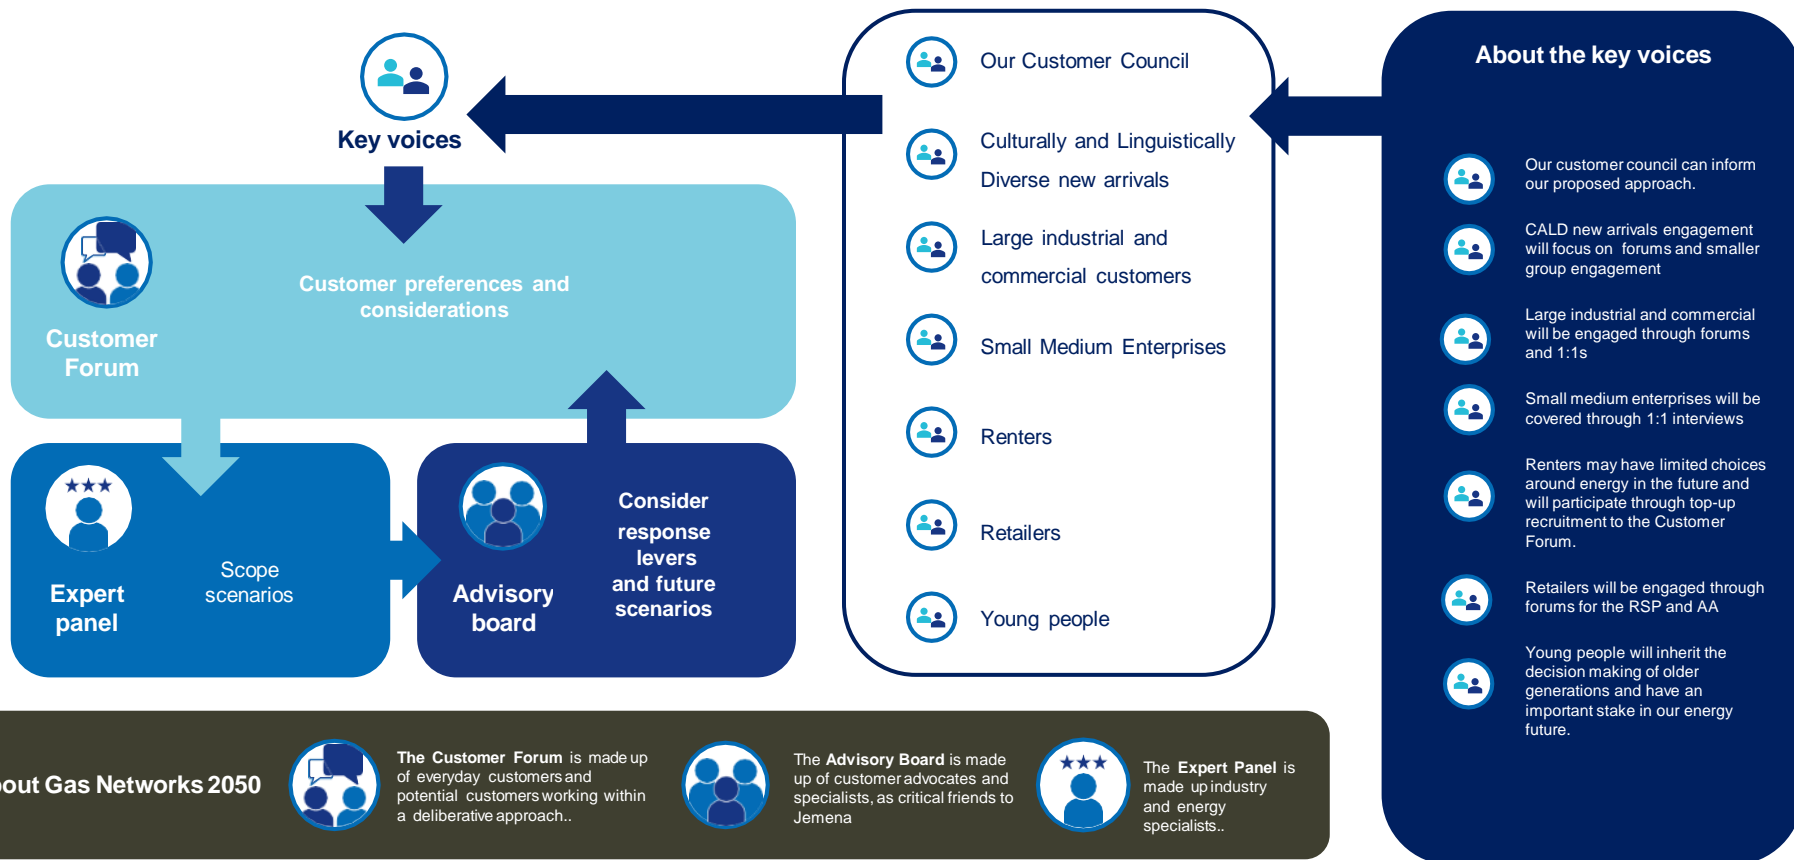 Key voices
Customer preferences and
considerations
Customer
Forum
Expert
panel
Scope
scenarios
Advisory
board
Consider
response
levers
and future
scenarios
Our Customer Council
Culturally and Linguistically
Diverse new arrivals
Large industrial and
commercial customers
Small Medium Enterprises
Renters
Retailers
Young people
About the key voices
Our customer council can inform
our proposed approach.
CALD new arrivals engagement
will focus on forums and smaller
group engagement
Large industrial and commercial
will be engaged through forums
and 1:1s
Small medium enterprises will be
covered through 1:1 interviews
Renters may have limited choices
around energy in the future and
will participate through top-up
recruitment to the Customer
Forum.
Retailers will be engaged through
forums for the RSP and AA
Young people will inherit the
decision making of older
generations and have an
important stake in our energy
future.
bout Gas Networks 2050
The Customer Forum is made up
of everyday customers and
potential customers working within
a deliberative approach..
The Advisory Board is made
up of customer advocates and
specialists, as critical friends to
Jemena
The Expert Panel is
made up industry
and energy
specialists..